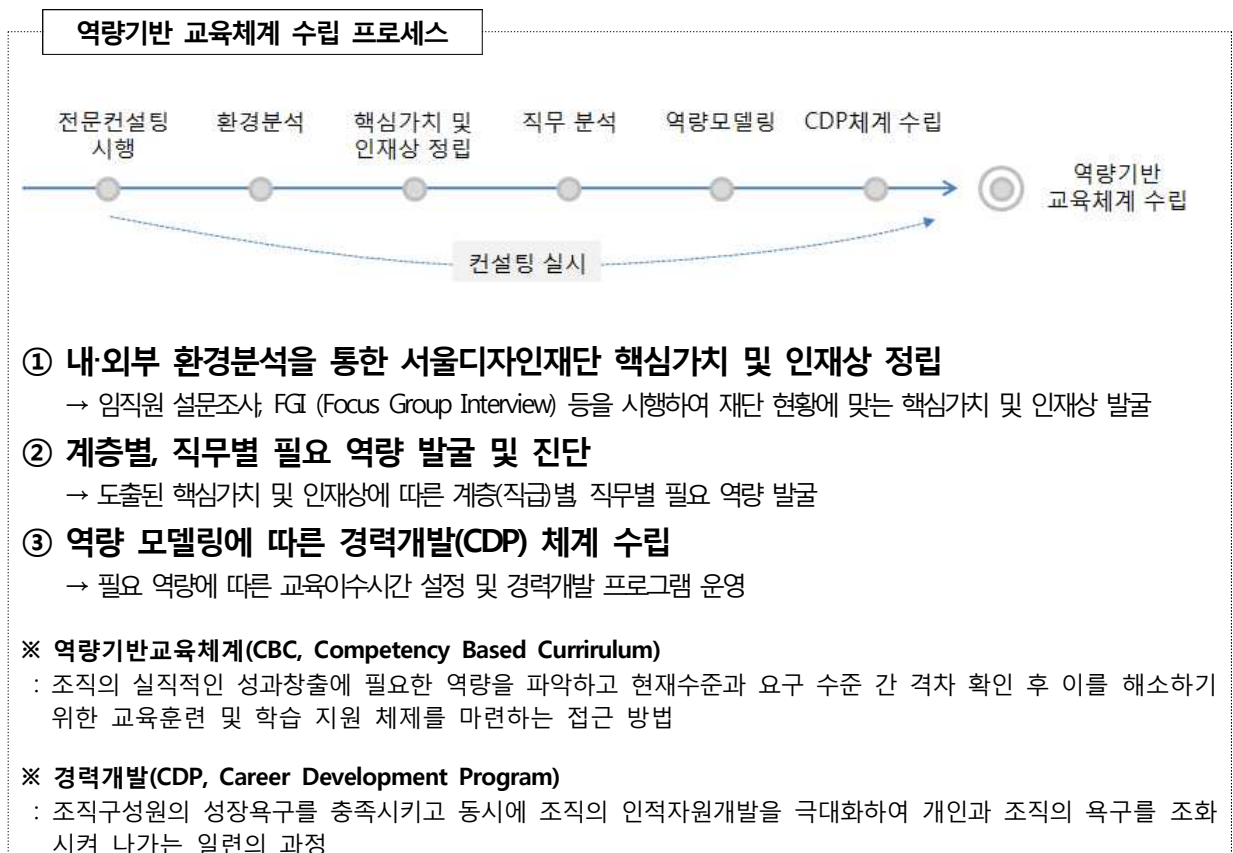 역량기반 교육체계 수립 프로세스
전문컨설팅 시행
환경분석
핵심가치 및 인재상 정립
직무 분석
역량모델링
CDP체계 수립
역량기반 교육체계 수립
컨설팅 실시
① 내·외부 환경분석을 통한 서울디자인재단 핵심가치 및 인재상 정립
→ 임직원 설문조사, FGI (Focus Group Interview) 등을 시행하여 재단 현황에 맞는 핵심가치 및 인재상 발굴
② 계층별, 직무별 필요 역량 발굴 및 진단
→ 도출된 핵심가치 및 인재상에 따른 계층(직급)별, 직무별 필요 역량 발굴
③ 역량 모델링에 따른 경력개발(CDP) 체계 수립
→ 필요 역량에 따른 교육이수시간 설정 및 경력개발 프로그램 운영
※ 역량기반교육체계(CBC, Competency Based Currirulum)
: 조직의 실직적인 성과창출에 필요한 역량을 파악하고 현재수준과 요구 수준 간 격차 확인 후 이를 해소하기
위한 교육훈련 및 학습 지원 체제를 마련하는 접근 방법
※ 경력개발(CDP, Career Development Program)
: 조직구성원의 성장욕구를 충족시키고 동시에 조직의 인적자원개발을 극대화하여 개인과 조직의 욕구를 조화
시켜 나가는 일련의 과정